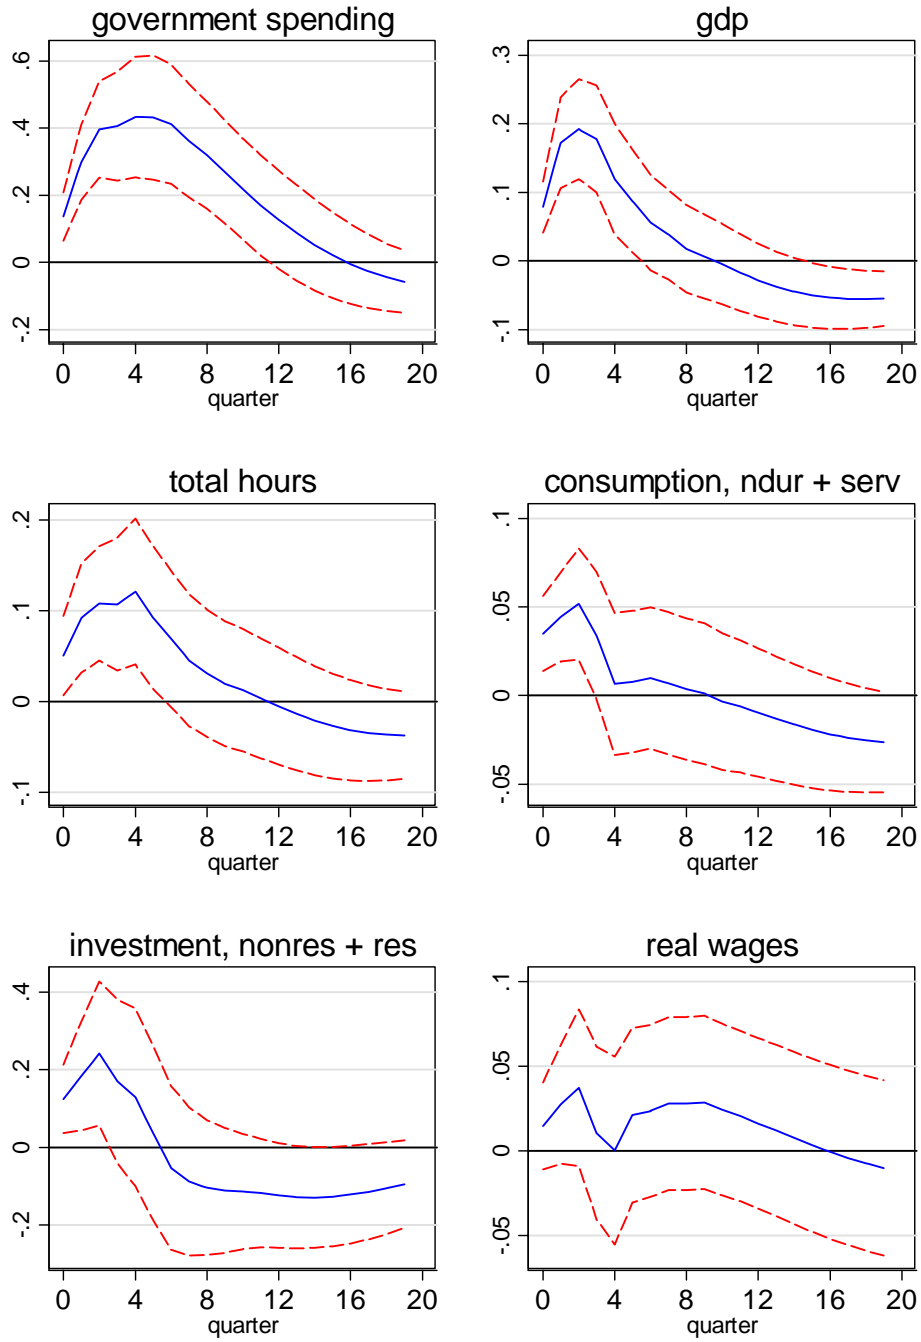 government spending
.6
.4
.2
0
-.2
0 4 8 12 16 20
quarter
gdp
.3
.2
.1
0
-.1
0 4 8 12 16 20
quarter
total hours
.2
.1
0
-.1
0 4 8 12 16 20
quarter
consumption, ndur + serv
.1
.05
0
-.05
0 4 8 12 16 20
quarter
investment, nonres + res
.4
.2
0
-.2
0 4 8 12 16 20
quarter
real wages
.1
.05
0
-.05
0 4 8 12 16 20
quarter